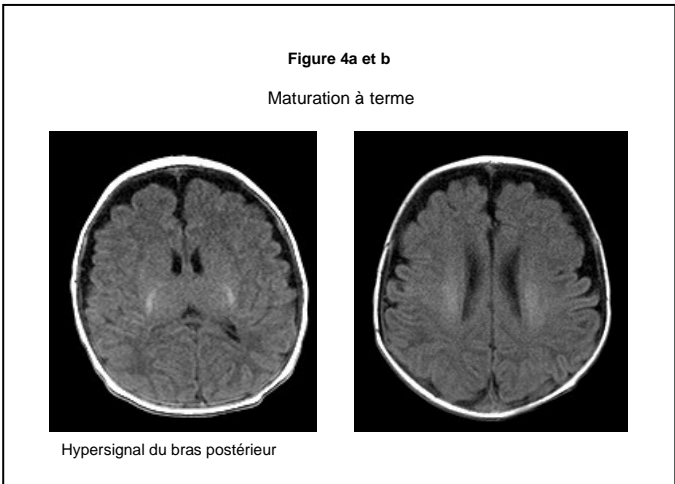 Figure 4a et b
Maturation à terme
Hypersignal du bras postérieur